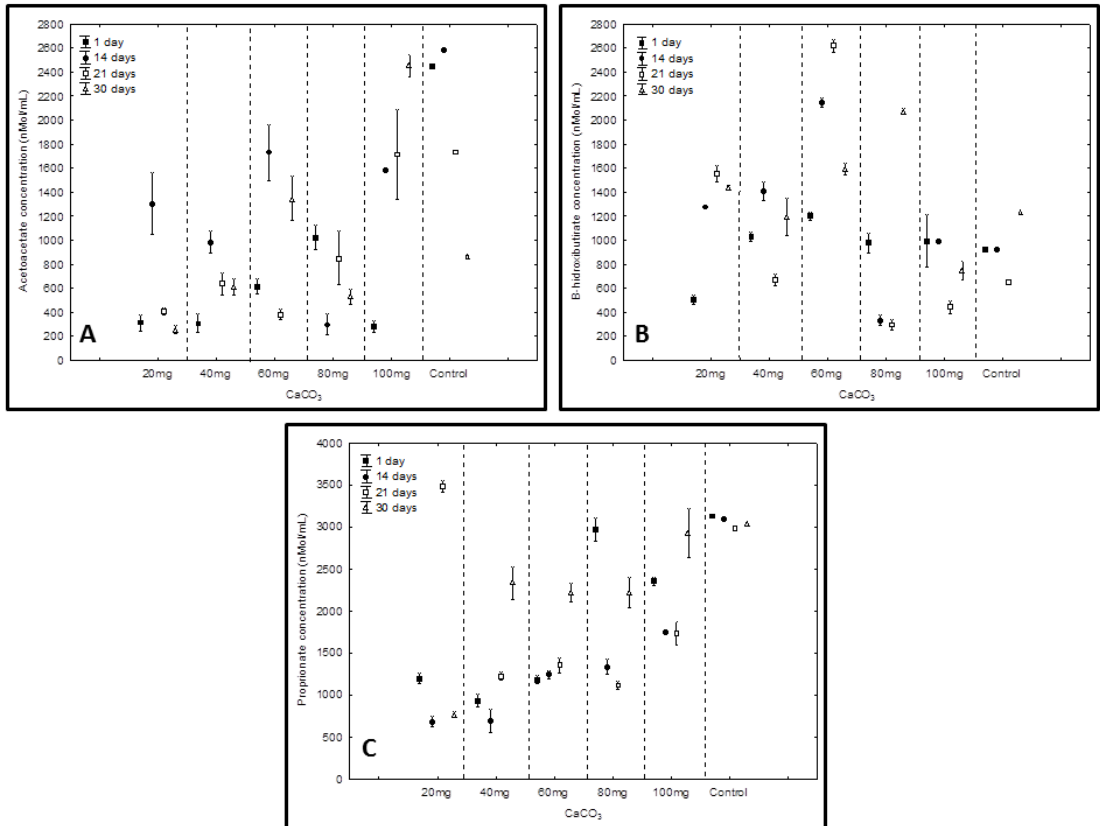 2800
2600
2400
2200
2000
1800
1600
1400
1200
1000
800
600
400
200
0
Acetoacetate concentration (nMol/mL)
1 day
14 days
21 days
30 days
A
20mg 40mg 60mg 80mg 100mg Control
CaCO₃
2800
2600
2400
2200
2000
1800
1600
1400
1200
1000
800
600
400
200
0
B-hidroxibutirate concentration (nMol/mL)
1 day
14 days
21 days
30 days
B
20mg 40mg 60mg 80mg 100mg Control
CaCO₃
4000
3500
3000
2500
2000
1500
1000
500
0
Proprionate concentration (nMol/mL)
1 day
14 days
21 days
30 days
C
20mg 40mg 60mg 80mg 100mg Control
CaCO₃